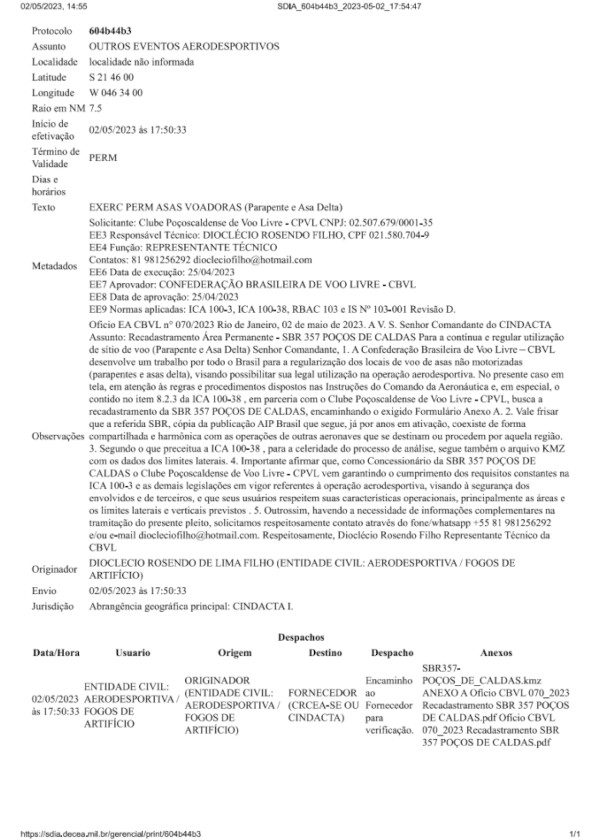 02/05/2023, 14:55 SDIA_604b44b3_2023-05-02_17:54:47
Protocolo 604b44b3
Assunto OUTROS EVENTOS AERODESPORTIVOS
Localidade localidade não informada
Latitude S 21 46 00
Longitude W 046 34 00
Raio em NM 7.5
Início de
efetivação 02/05/2023 às 17:50:33
Término de
Validade PERM
Dias e
horários
Texto EXERC PERM ASAS VOADORAS (Parapente e Asa Delta)
Metadados
Solicitante: Clube Poçoscaldense de Voo Livre - CPVL CNPJ: 02.507.679/0001-35
EE3 Responsável Técnico: DIOCLÉCIO ROSENDO FILHO, CPF 021.580.704-9
EE4 Função: REPRESENTANTE TÉCNICO
Contatos: 81 981256292 diocleciofilho@hotmail.com
EE6 Data de execução: 25/04/2023
EE7 Aprovador: CONFEDERAÇÃO BRASILEIRA DE VOO LIVRE - CBVL
EE8 Data de aprovação: 25/04/2023
EE9 Normas aplicadas: ICA 100-3, ICA 100-38, RBAC 103 e IS Nº 103-001 Revisão D.
Observações
Oficio EA CBVL nº 070/2023 Rio de Janeiro, 02 de maio de 2023. A V. S. Senhor Comandante do CINDACTA
Assunto: Recadastramento Área Permanente - SBR 357 POÇOS DE CALDAS Para a contínua e regular utilização
de sítio de voo (Parapente e Asa Delta) Senhor Comandante, 1. A Confederação Brasileira de Voo Livre – CBVL
desenvolve um trabalho por todo o Brasil para a regularização dos locais de voo de asas não motorizadas
(parapentes e asas delta), visando possibilitar sua legal utilização na operação aerodesportiva. No presente caso em
tela, em atenção às regras e procedimentos dispostos nas Instruções do Comando da Aeronáutica e, em especial, o
contido no item 8.2.3 da ICA 100-38 , em parceria com o Clube Poçoscaldense de Voo Livre - CPVL, busca a
recadastramento da SBR 357 POÇOS DE CALDAS, encaminhando o exigido Formulário Anexo A. 2. Vale frisar
que a referida SBR, cópia da publicação AIP Brasil que segue, já por anos em ativação, coexiste de forma
compartilhada e harmônica com as operações de outras aeronaves que se destinam ou procedem por aquela região.
3. Segundo o que preceitua a ICA 100-38 , para a celeridade do processo de análise, segue também o arquivo KMZ
com os dados dos limites laterais. 4. Importante afirmar que, como Concessionário da SBR 357 POÇOS DE
CALDAS o Clube Poçoscaldense de Voo Livre - CPVL vem garantindo o cumprimento dos requisitos constantes na
ICA 100-3 e as demais legislações em vigor referentes à operação aerodesportiva, visando à segurança dos
envolvidos e de terceiros, e que seus usuários respeitem suas características operacionais, principalmente as áreas e
os limites laterais e verticais previstos . 5. Outrossim, havendo a necessidade de informações complementares na
tramitação do presente pleito, solicitamos respeitosamente contato através do fone/whatsapp +55 81 981256292
e/ou e-mail diocleciofilho@hotmail.com. Respeitosamente, Dioclécio Rosendo Filho Representante Técnico da
CBVL
Originador DIOCLECIO ROSENDO DE LIMA FILHO (ENTIDADE CIVIL: AERODESPORTIVA / FOGOS DE
ARTIFÍCIO)
Envio 02/05/2023 às 17:50:33
Jurisdição Abrangência geográfica principal: CINDACTA I.
Despachos
Data/Hora Usuario Origem Destino Despacho Anexos
02/05/2023
às 17:50:33
ENTIDADE CIVIL:
AERODESPORTIVA /
FOGOS DE
ARTIFÍCIO
ORIGINADOR
(ENTIDADE CIVIL:
AERODESPORTIVA /
FOGOS DE
ARTIFÍCIO)
FORNECEDOR
(CRCEA-SE OU
CINDACTA)
Encaminho
ao
Fornecedor
para
verificação.
SBR357-
POÇOS_DE_CALDAS.kmz
ANEXO A Ofício CBVL 070_2023
Recadastramento SBR 357 POÇOS
DE CALDAS.pdf Ofício CBVL
070_2023 Recadastramento SBR
357 POÇOS DE CALDAS.pdf
https://sdia.decea.mil.br/gerencial/print/604b44b3 1/1